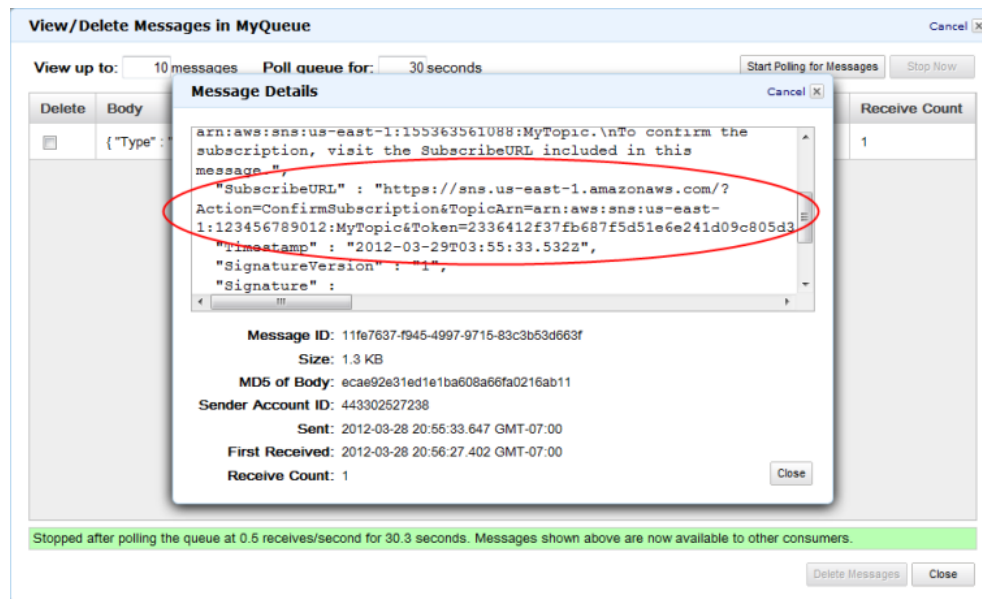 View/Delete Messages in MyQueue
Cancel
View up to: 10 messages Poll queue for: 30 seconds
Start Polling for Messages
Stop Now
Message Details
Cancel
Delete Body
Receive Count
{ "Type" : "
1
arn:aws:sns:us-east-1:155363561088:MyTopic.\nTo confirm the
subscription, visit the SubscribeURL included in this
message.",
"SubscribeURL" : "https://sns.us-east-1.amazonaws.com/?
Action=ConfirmSubscription&TopicArn=arn:aws:sns:us-east-
1:123456789012:MyTopic&Token=2336412f37fb687f5d51e6e241d09c805d3
"Timestamp" : "2012-03-29T03:55:33.532Z",
"SignatureVersion" : "1",
"Signature" :
Message ID: 11fe7637-f945-4997-9715-83c3b53d663f
Size: 1.3 KB
MD5 of Body: ecae92e31ed1e1ba608a66fa0216ab11
Sender Account ID: 443302527238
Sent: 2012-03-28 20:55:33.647 GMT-07:00
First Received: 2012-03-28 20:56:27.402 GMT-07:00
Receive Count: 1
Close
Stopped after polling the queue at 0.5 receives/second for 30.3 seconds. Messages shown above are now available to other consumers.
Delete Messages
Close